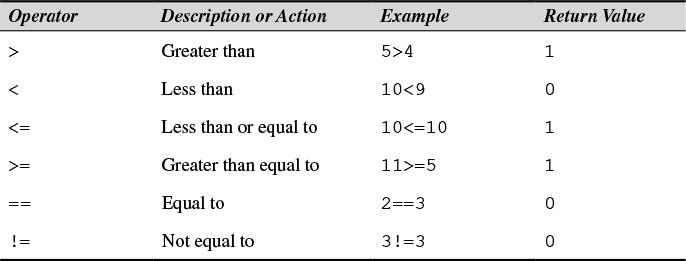 Operator Description or Action Example Return Value
> Greater than 5>4 1
< Less than 10<9 0
<= Less than or equal to 10<=10 1
>= Greater than equal to 11>=5 1
== Equal to 2==3 0
!= Not equal to 3!=3 0